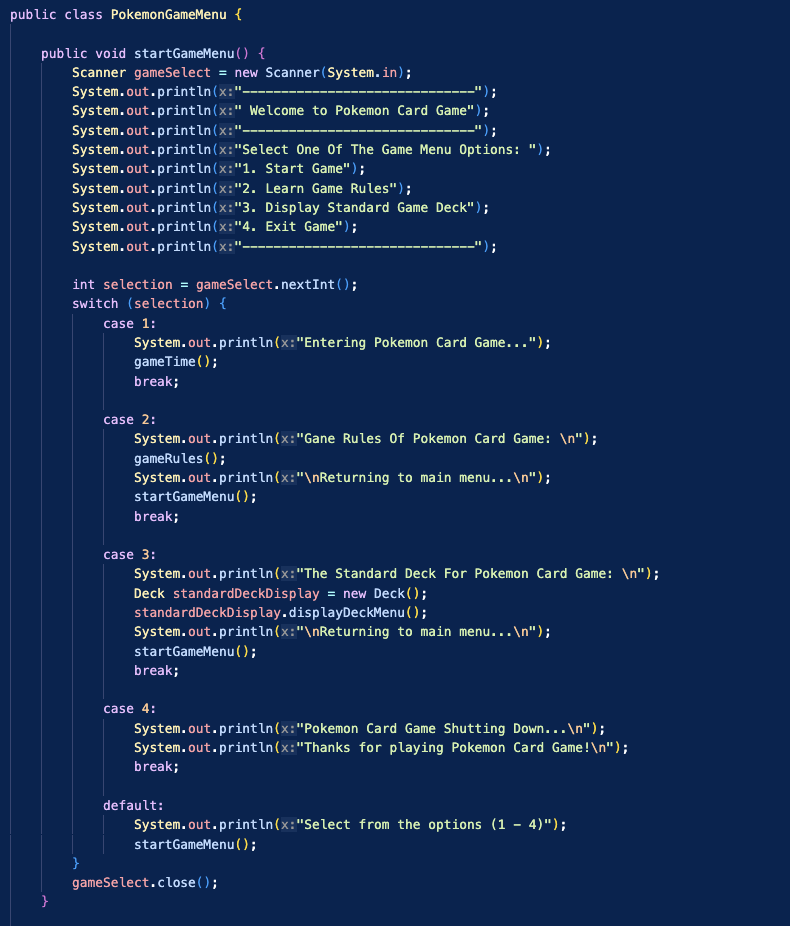 public class PokemonGameMenu {
public void startGameMenu() {
Scanner gameSelect = new Scanner(System.in);
System.out.println(x:"------------------------------");
System.out.println(x:" Welcome to Pokemon Card Game");
System.out.println(x:"------------------------------");
System.out.println(x:"Select One Of The Game Menu Options: ");
System.out.println(x:"1. Start Game");
System.out.println(x:"2. Learn Game Rules");
System.out.println(x:"3. Display Standard Game Deck");
System.out.println(x:"4. Exit Game");
System.out.println(x:"------------------------------");
int selection = gameSelect.nextInt();
switch (selection) {
case 1:
System.out.println(x:"Entering Pokemon Card Game...");
gameTime();
break;
case 2:
System.out.println(x:"Gane Rules Of Pokemon Card Game: \n");
gameRules();
System.out.println(x:"\nReturning to main menu...\n");
startGameMenu();
break;
case 3:
System.out.println(x:"The Standard Deck For Pokemon Card Game: \n");
Deck standardDeckDisplay = new Deck();
standardDeckDisplay.displayDeckMenu();
System.out.println(x:"\nReturning to main menu...\n");
startGameMenu();
break;
case 4:
System.out.println(x:"Pokemon Card Game Shutting Down...\n");
System.out.println(x:"Thanks for playing Pokemon Card Game!\n");
break;
default:
System.out.println(x:"Select from the options (1 - 4)");
startGameMenu();
}
gameSelect.close();
}